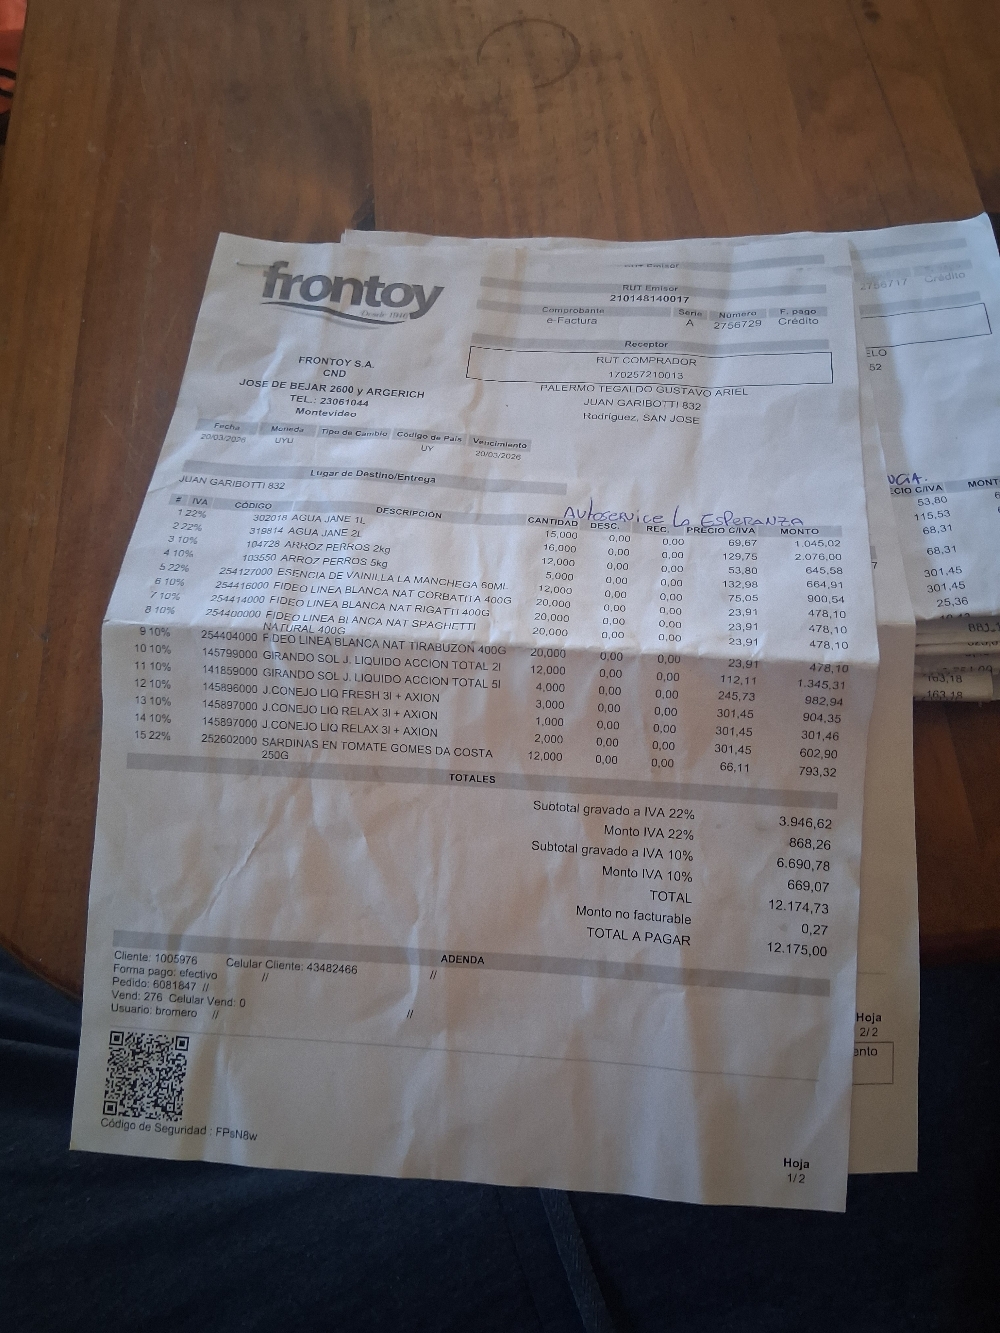 frontoy
Desde 1946
RUT Emisor
210148140017
Comprobante Serie Número F. pago
e-Factura A 2756729 Crédito
Receptor
RUT COMPRADOR
170257210013
PALERMO TEGALDO GUSTAVO ARIEL
JUAN GARIBOTTI 832
Rodríguez, SAN JOSE
FRONTOY S.A.
CND
JOSE DE BEJAR 2600 y ARGERICH
TEL.: 23061044
Montevideo
Fecha Moneda Tipo de Cambio Código de País Vencimiento
20/03/2026 UYU UY 20/03/2026
Lugar de Destino/Entrega
JUAN GARIBOTTI 832
Autoservice La Esperanza
# IVA CÓDIGO DESCRIPCIÓN CANTIDAD DESC. REC. PRECIO C/IVA MONTO
1 22% 302018 AGUA JANE 1L 15,000 0,00 0,00 69,67 1.045,02
2 22% 319814 AGUA JANE 2L 16,000 0,00 0,00 129,75 2.076,00
3 10% 104728 ARROZ PERROS 2kg 12,000 0,00 0,00 53,80 645,58
4 10% 103550 ARROZ PERROS 5kg 5,000 0,00 0,00 132,98 664,91
5 22% 254127000 ESENCIA DE VAINILLA LA MANCHEGA 60ML 12,000 0,00 0,00 75,05 900,54
6 10% 254416000 FIDEO LINEA BLANCA NAT CORBATITA 400G 20,000 0,00 0,00 23,91 478,10
7 10% 254414000 FIDEO LINEA BLANCA NAT RIGATTI 400G 20,000 0,00 0,00 23,91 478,10
8 10% 254400000 FIDEO LINEA BLANCA NAT SPAGHETTI
NATURAL 400G
9 10% 254404000 FIDEO LINEA BLANCA NAT TIRABUZON 400G 20,000 0,00 0,00 23,91 478,10
10 10% 145799000 GIRANDO SOL J. LIQUIDO ACCION TOTAL 2l 12,000 0,00 0,00 112,11 1.345,31
11 10% 141859000 GIRANDO SOL J. LIQUIDO ACCION TOTAL 5l 4,000 0,00 0,00 245,73 982,94
12 10% 145896000 J.CONEJO LIQ FRESH 3l + AXION 3,000 0,00 0,00 301,45 904,35
13 10% 145897000 J.CONEJO LIQ RELAX 3l + AXION 1,000 0,00 0,00 301,45 301,46
14 10% 145897000 J.CONEJO LIQ RELAX 3l + AXION 2,000 0,00 0,00 301,45 602,90
15 22% 252602000 SARDINAS EN TOMATE GOMES DA COSTA 12,000 0,00 0,00 66,11 793,32
250G
TOTALES
Subtotal gravado a IVA 22% 3.946,62
Monto IVA 22% 868,26
Subtotal gravado a IVA 10% 6.690,78
Monto IVA 10% 669,07
TOTAL 12.174,73
Monto no facturable 0,27
TOTAL A PAGAR 12.175,00
ADENDA
Cliente: 1005976 Celular Cliente: 43482466 //
Forma pago: efectivo //
Pedido: 6081847 //
Vend: 276 Celular Vend: 0
Usuario: bromero // //
Código de Seguridad : FPsN8w
Hoja
1/2
2756717 Crédito
ELO
52
CIO C/IVA MONT
53,80
115,53
68,31
68,31
301,45
301,45
25,36
163,18
163,18
Hoja
2/2
ento